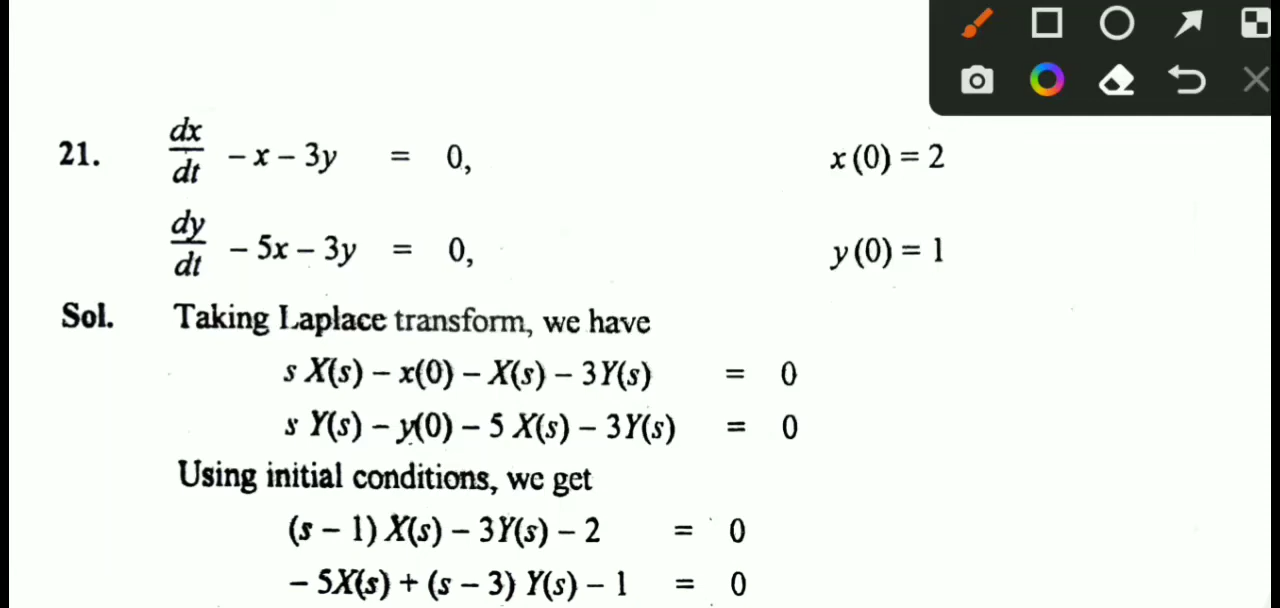 21. dx/dt – x – 3y = 0, x (0) = 2
dy/dt – 5x – 3y = 0, y (0) = 1
Sol. Taking Laplace transform, we have
s X(s) – x(0) – X(s) – 3Y(s) = 0
s Y(s) – y(0) – 5 X(s) – 3Y(s) = 0
Using initial conditions, we get
(s – 1) X(s) – 3Y(s) – 2 = 0
– 5X(s) + (s – 3) Y(s) – 1 = 0